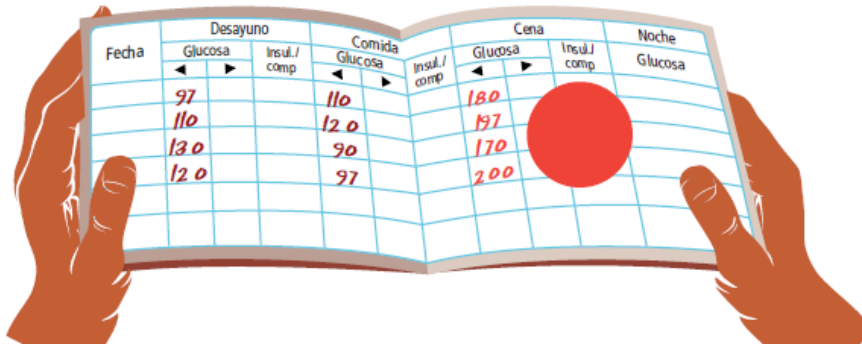 Fecha Desayuno Comida Cena Noche
Glucosa Insul./ comp Glucosa Insul./ comp Glucosa Insul./ comp Glucosa
◄ ► ◄ ► ◄ ►
97 110 180
110 120 197
130 90 170
120 97 200